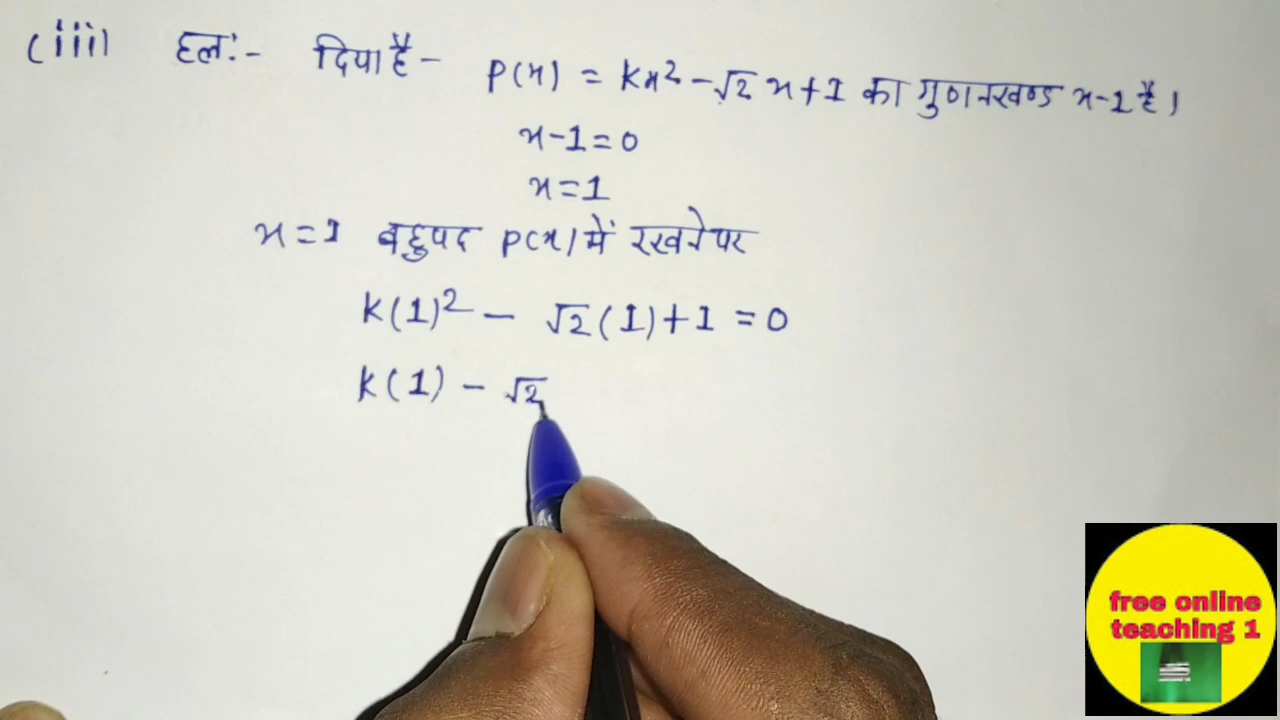 (iii) हल:- दिया है - P(x) = kx² - √2 x + 1 का गुणनखण्ड x-1 है।
x - 1 = 0
x = 1
x = 1 बहुपद P(x) में रखने पर
k(1)² - √2(1) + 1 = 0
k(1) - √2
free online
teaching 1